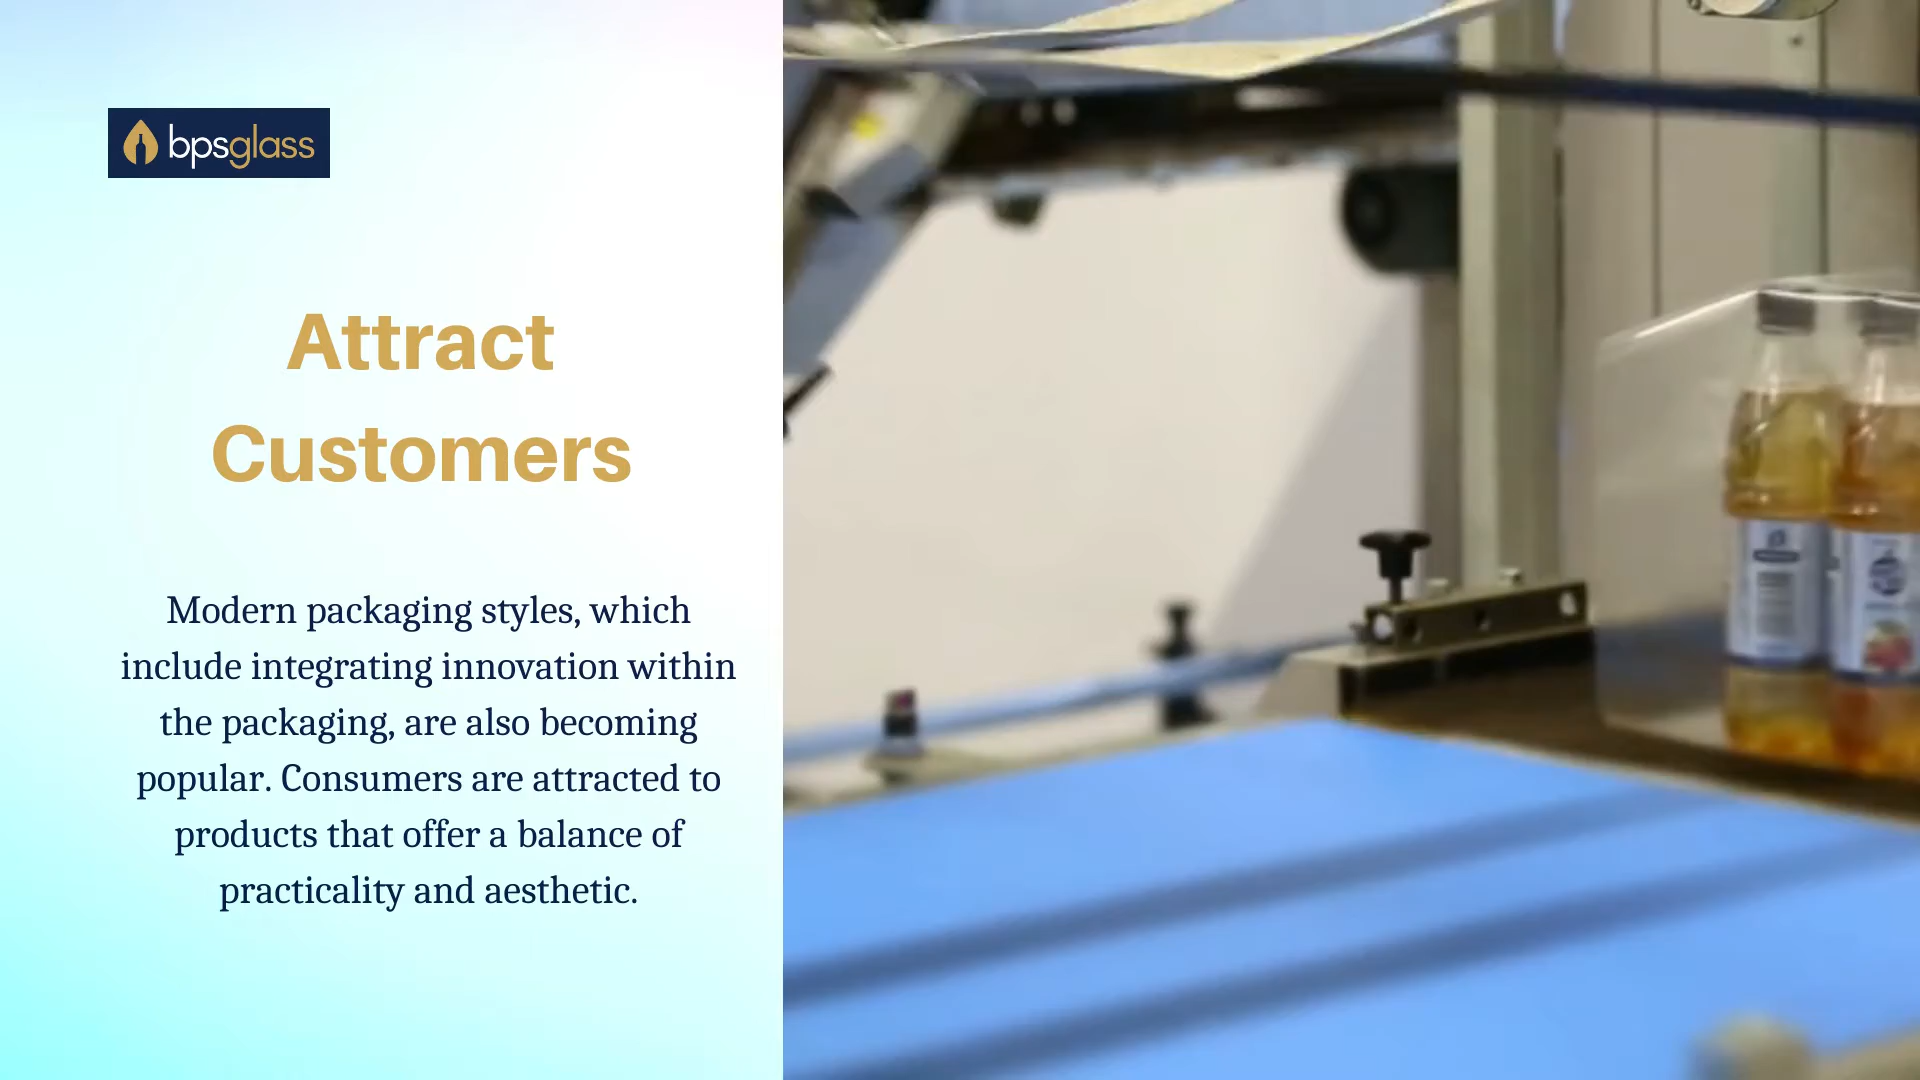 bpsglass
Attract
Customers
Modern packaging styles, which
include integrating innovation within
the packaging, are also becoming
popular. Consumers are attracted to
products that offer a balance of
practicality and aesthetic.